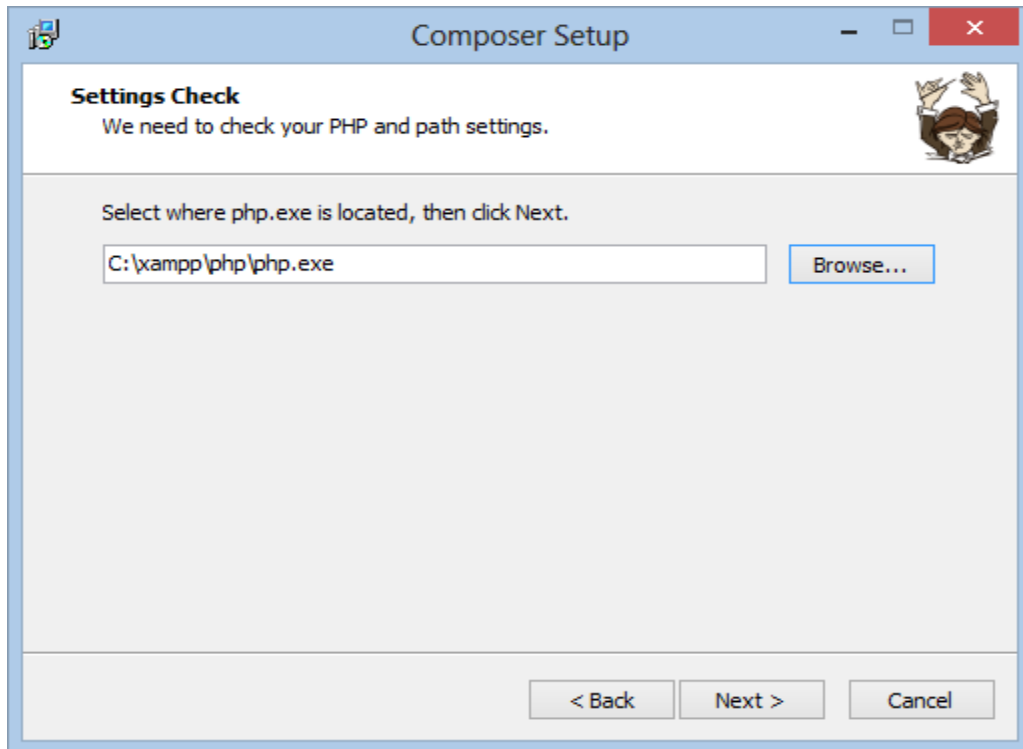 Composer Setup
Settings Check
We need to check your PHP and path settings.
Select where php.exe is located, then click Next.
C:\xampp\php\php.exe
Browse...
< Back
Next >
Cancel